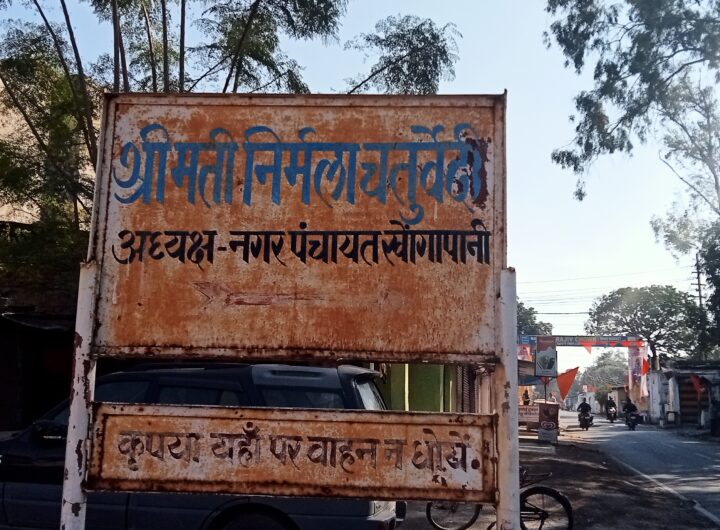 श्रीमती निर्मला चतुर्वेदी
अध्यक्ष - नगर पंचायत खोंगापानी
कृपया यहाँ पर वाहन न धोयें.